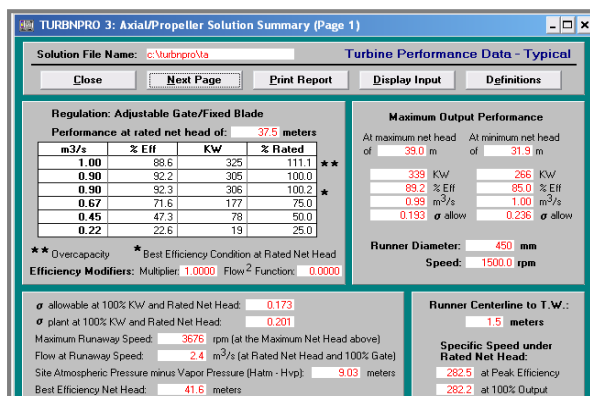 TURBNPRO 3: Axial/Propeller Solution Summary (Page 1)
Solution File Name: c:\turbnpro\ta Turbine Performance Data - Typical
Close Next Page Print Report Display Input Definitions
Regulation: Adjustable Gate/Fixed Blade
Performance at rated net head of: 37.5 meters
m3/s % Eff KW % Rated
1.00 88.6 325 111.1 **
0.90 92.2 305 100.0
0.90 92.3 306 100.2 *
0.67 71.6 177 75.0
0.45 47.3 78 50.0
0.22 22.6 19 25.0
** Overcapacity * Best Efficiency Condition at Rated Net Head
Efficiency Modifiers: Multiplier: 1.0000 Flow2 Function: 0.0000
Maximum Output Performance
At maximum net head At minimum net head
of 39.0 m of 31.9 m
339 KW 266 KW
89.2 % Eff 85.0 % Eff
0.99 m3/s 1.00 m3/s
0.193 σ allow 0.236 σ allow
Runner Diameter: 450 mm
Speed: 1500.0 rpm
σ allowable at 100% KW and Rated Net Head: 0.173
σ plant at 100% KW and Rated Net Head: 0.201
Maximum Runaway Speed: 3676 rpm (at the Maximum Net Head above)
Flow at Runaway Speed: 2.4 m3/s (at Rated Net Head and 100% Gate)
Site Atmospheric Pressure minus Vapor Pressure (Hatm - Hvp): 9.03 meters
Best Efficiency Net Head: 41.6 meters
Runner Centerline to T.W.:
1.5 meters
Specific Speed under
Rated Net Head:
282.5 at Peak Efficiency
282.2 at 100% Output